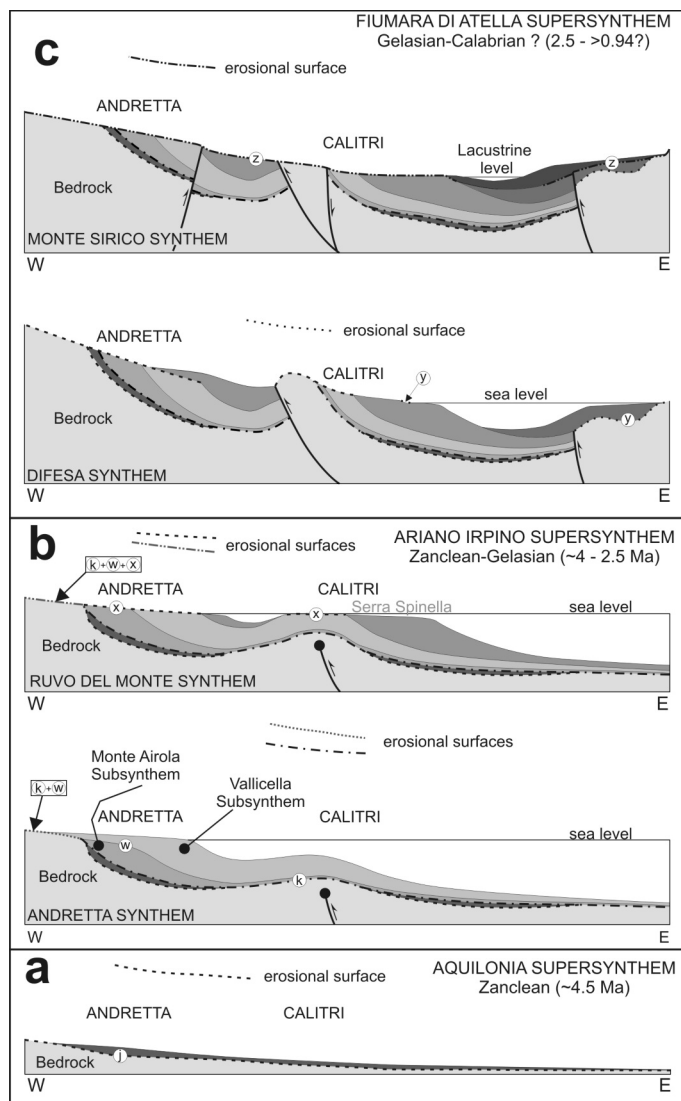 FIUMARA DI ATELLA SUPERSYNTHEM
c
Gelasian-Calabrian ? (2.5 - >0.94?)
erosional surface
ANDRETTA
CALITRI
z
Lacustrine
level
z
Bedrock
MONTE SIRICO SYNTHEM
W
E
erosional surface
ANDRETTA
CALITRI
y
sea level
y
Bedrock
DIFESA SYNTHEM
W
E
b
ARIANO IRPINO SUPERSYNTHEM
erosional surfaces
Zanclean-Gelasian (~4 - 2.5 Ma)
k+w+x
ANDRETTA
CALITRI
x
x
Serra Spinella
sea level
Bedrock
RUVO DEL MONTE SYNTHEM
W
E
erosional surfaces
Monte Airola
Subsynthem
Vallicella
Subsynthem
k+w
ANDRETTA
CALITRI
sea level
w
Bedrock
k
ANDRETTA SYNTHEM
W
E
a
AQUILONIA SUPERSYNTHEM
erosional surface
Zanclean (~4.5 Ma)
ANDRETTA
CALITRI
j
Bedrock
W
E